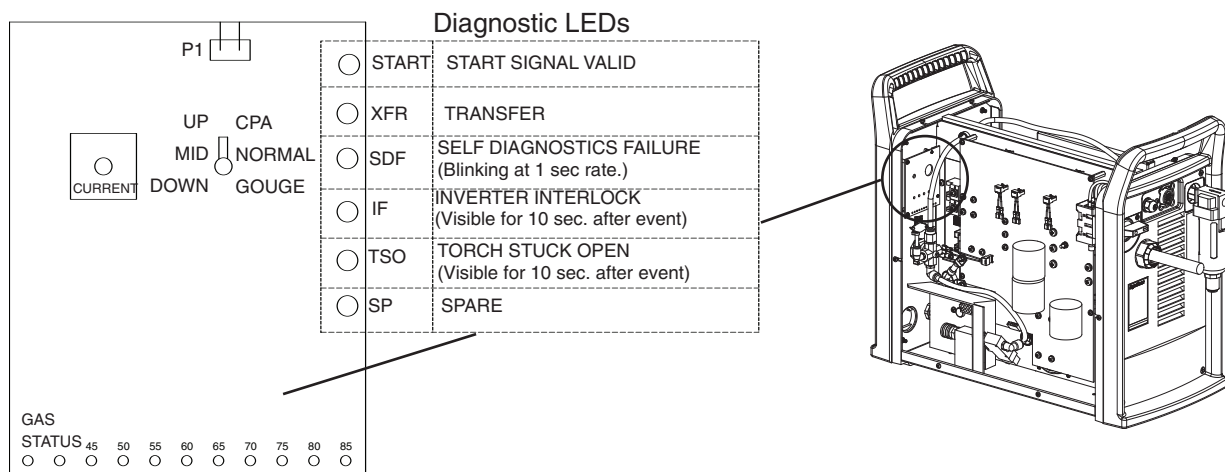 Diagnostic LEDs
P1
START START SIGNAL VALID
XFR TRANSFER
SDF SELF DIAGNOSTICS FAILURE
(Blinking at 1 sec rate.)
IF INVERTER INTERLOCK
(Visible for 10 sec. after event)
TSO TORCH STUCK OPEN
(Visible for 10 sec. after event)
SP SPARE
UP CPA
MID NORMAL
DOWN GOUGE
CURRENT
GAS
STATUS 45 50 55 60 65 70 75 80 85